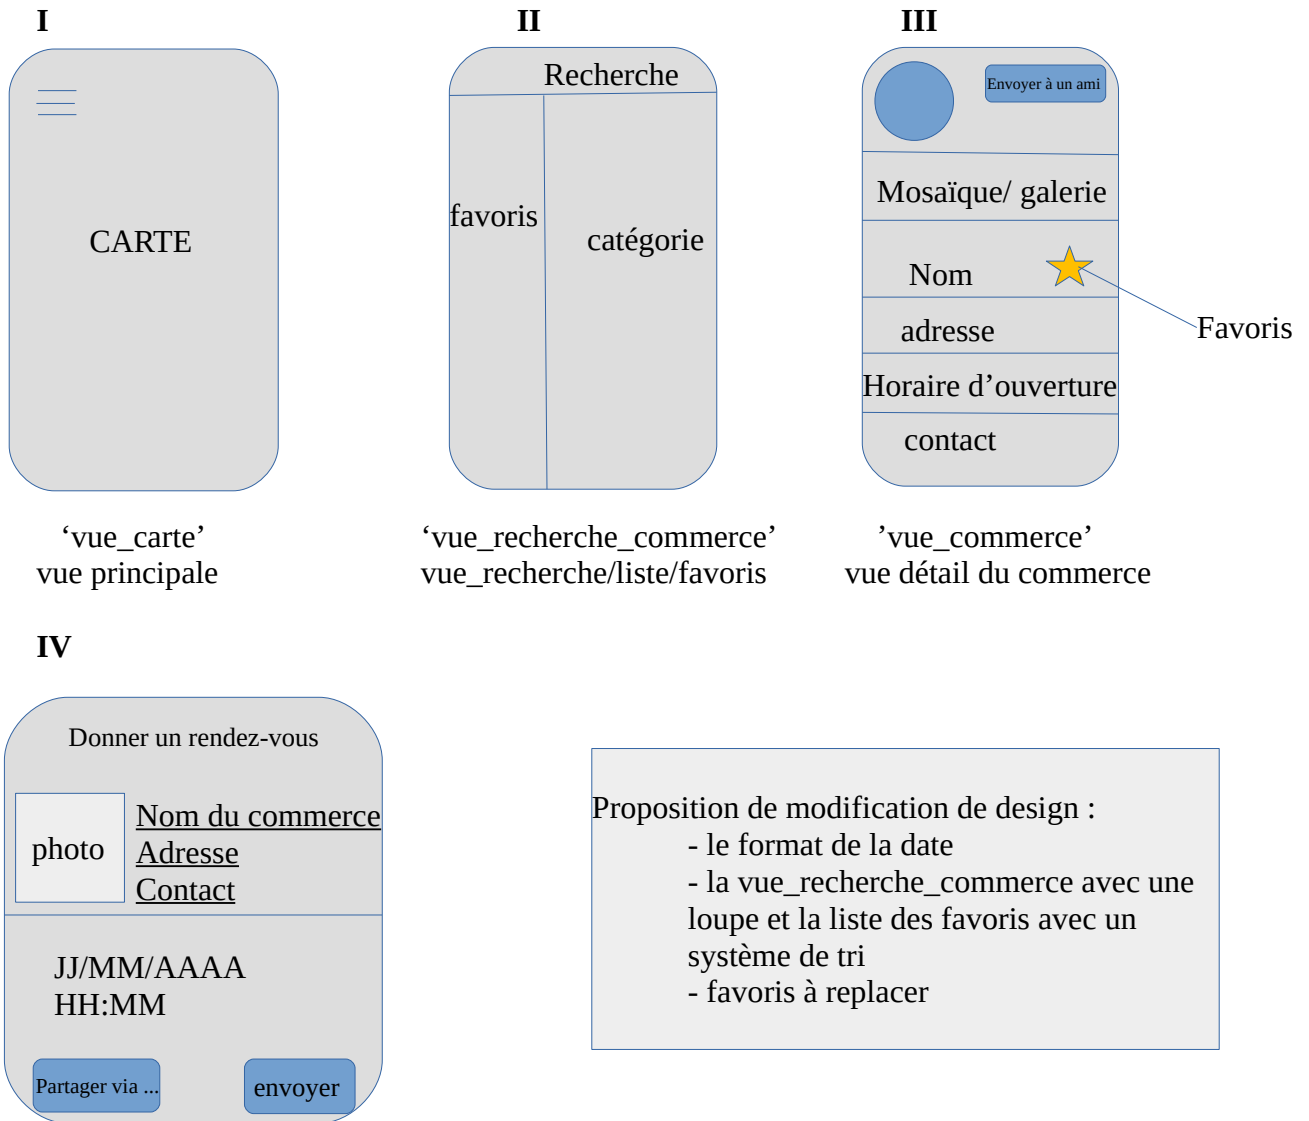 I
CARTE
‘vue_carte’
vue principale
II
Recherche
favoris
catégorie
‘vue_recherche_commerce’
vue_recherche/liste/favoris
III
Envoyer à un ami
Mosaïque/ galerie
Nom
Favoris
adresse
Horaire d’ouverture
contact
’vue_commerce’
vue détail du commerce
IV
Donner un rendez-vous
photo
Nom du commerce
Adresse
Contact
JJ/MM/AAAA
HH:MM
Partager via ...
envoyer
Proposition de modification de design :
- le format de la date
- la vue_recherche_commerce avec une
loupe et la liste des favoris avec un
système de tri
- favoris à replacer